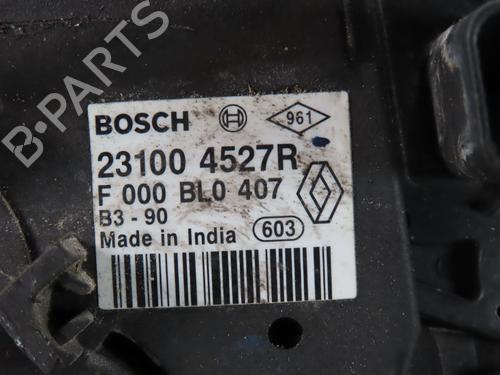 B-PARTS
BOSCH 961
23100 4527R
F 000 BL0 407
B3 - 90
Made in India 603